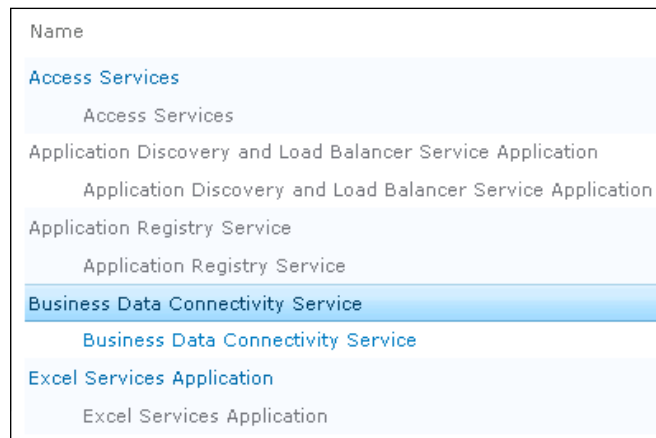 Name
Access Services
Access Services
Application Discovery and Load Balancer Service Application
Application Discovery and Load Balancer Service Application
Application Registry Service
Application Registry Service
Business Data Connectivity Service
Business Data Connectivity Service
Excel Services Application
Excel Services Application